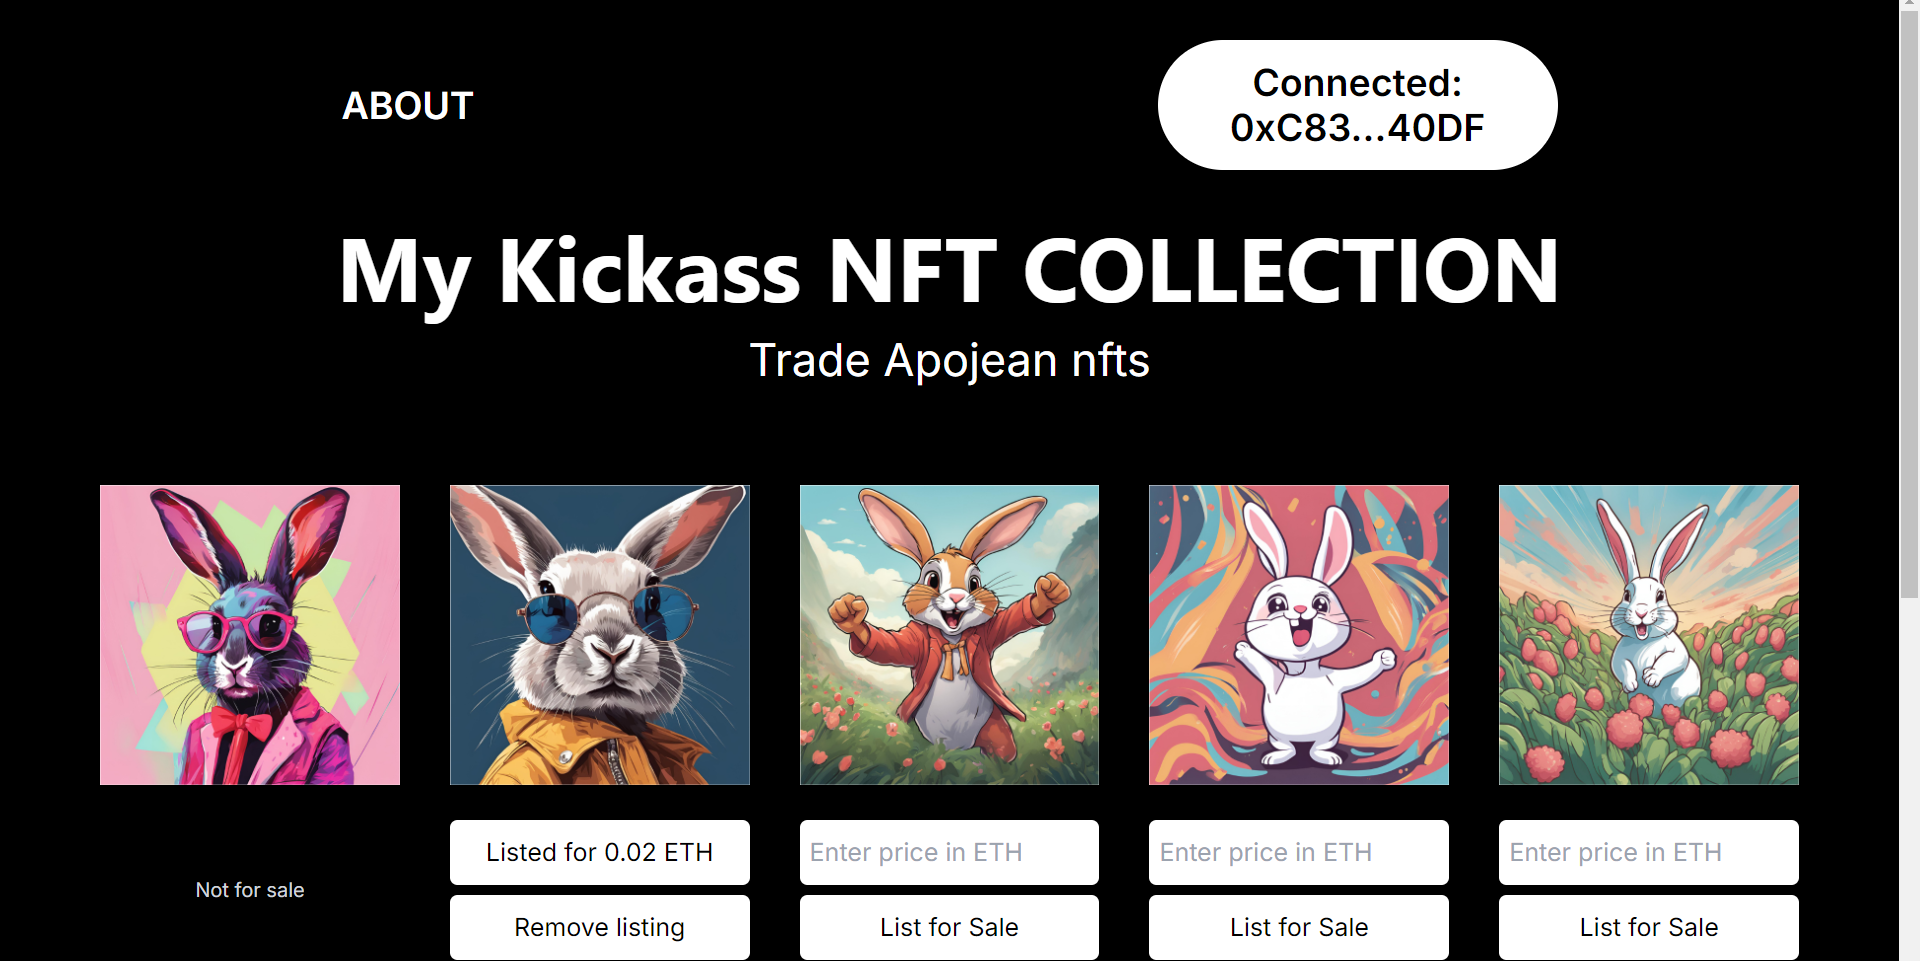 ABOUT
Connected:
0xC83...40DF
My Kickass NFT COLLECTION
Trade Apojean nfts
Not for sale
Listed for 0.02 ETH
Remove listing
Enter price in ETH
List for Sale
Enter price in ETH
List for Sale
Enter price in ETH
List for Sale